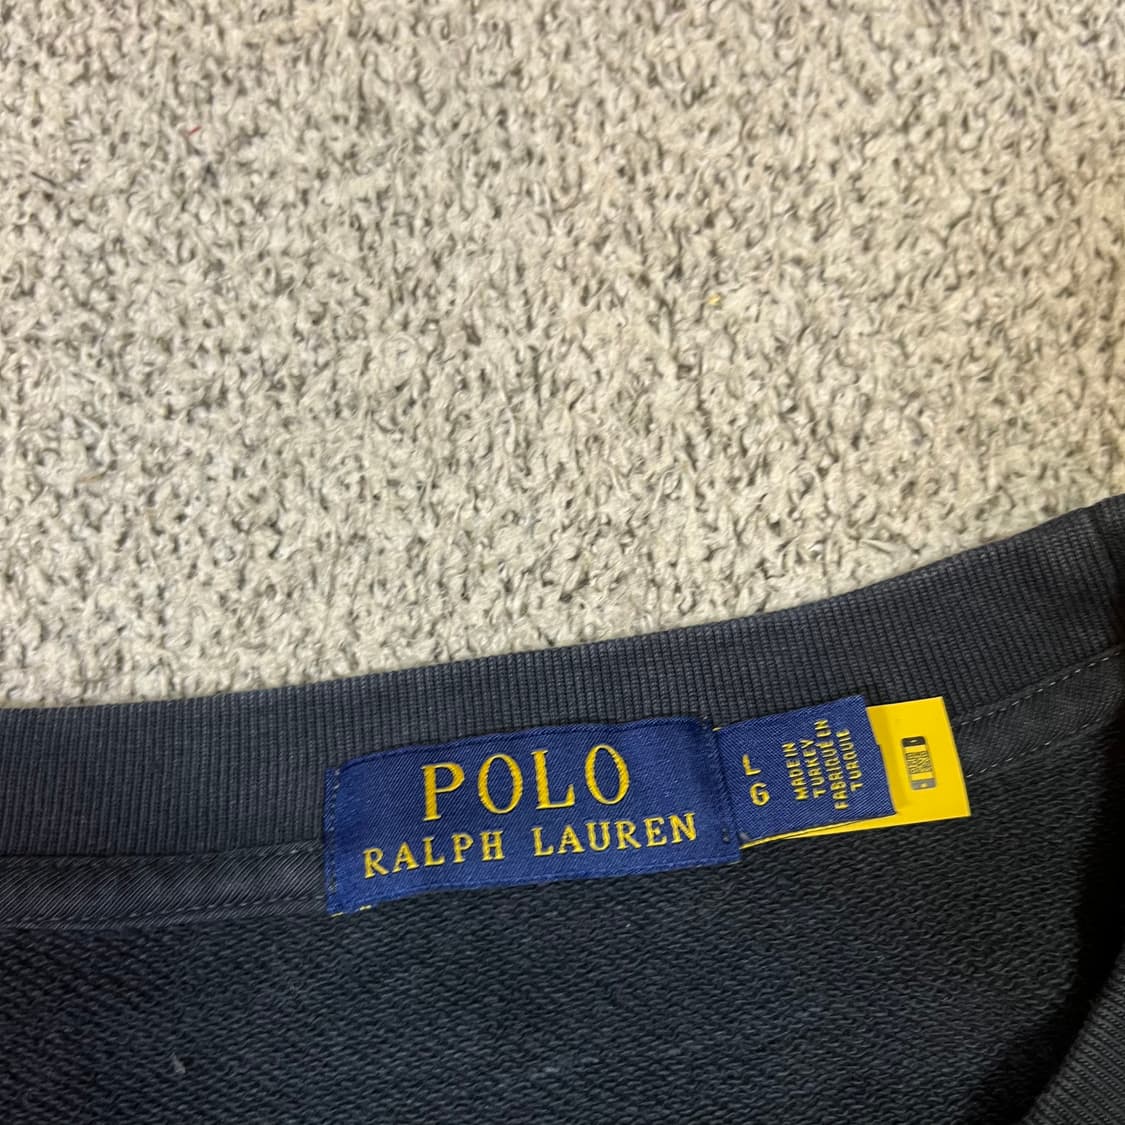 POLO
RALPH LAUREN
L
G
MADE IN
TURKEY
FABRIQUÉ EN
TURQUIE